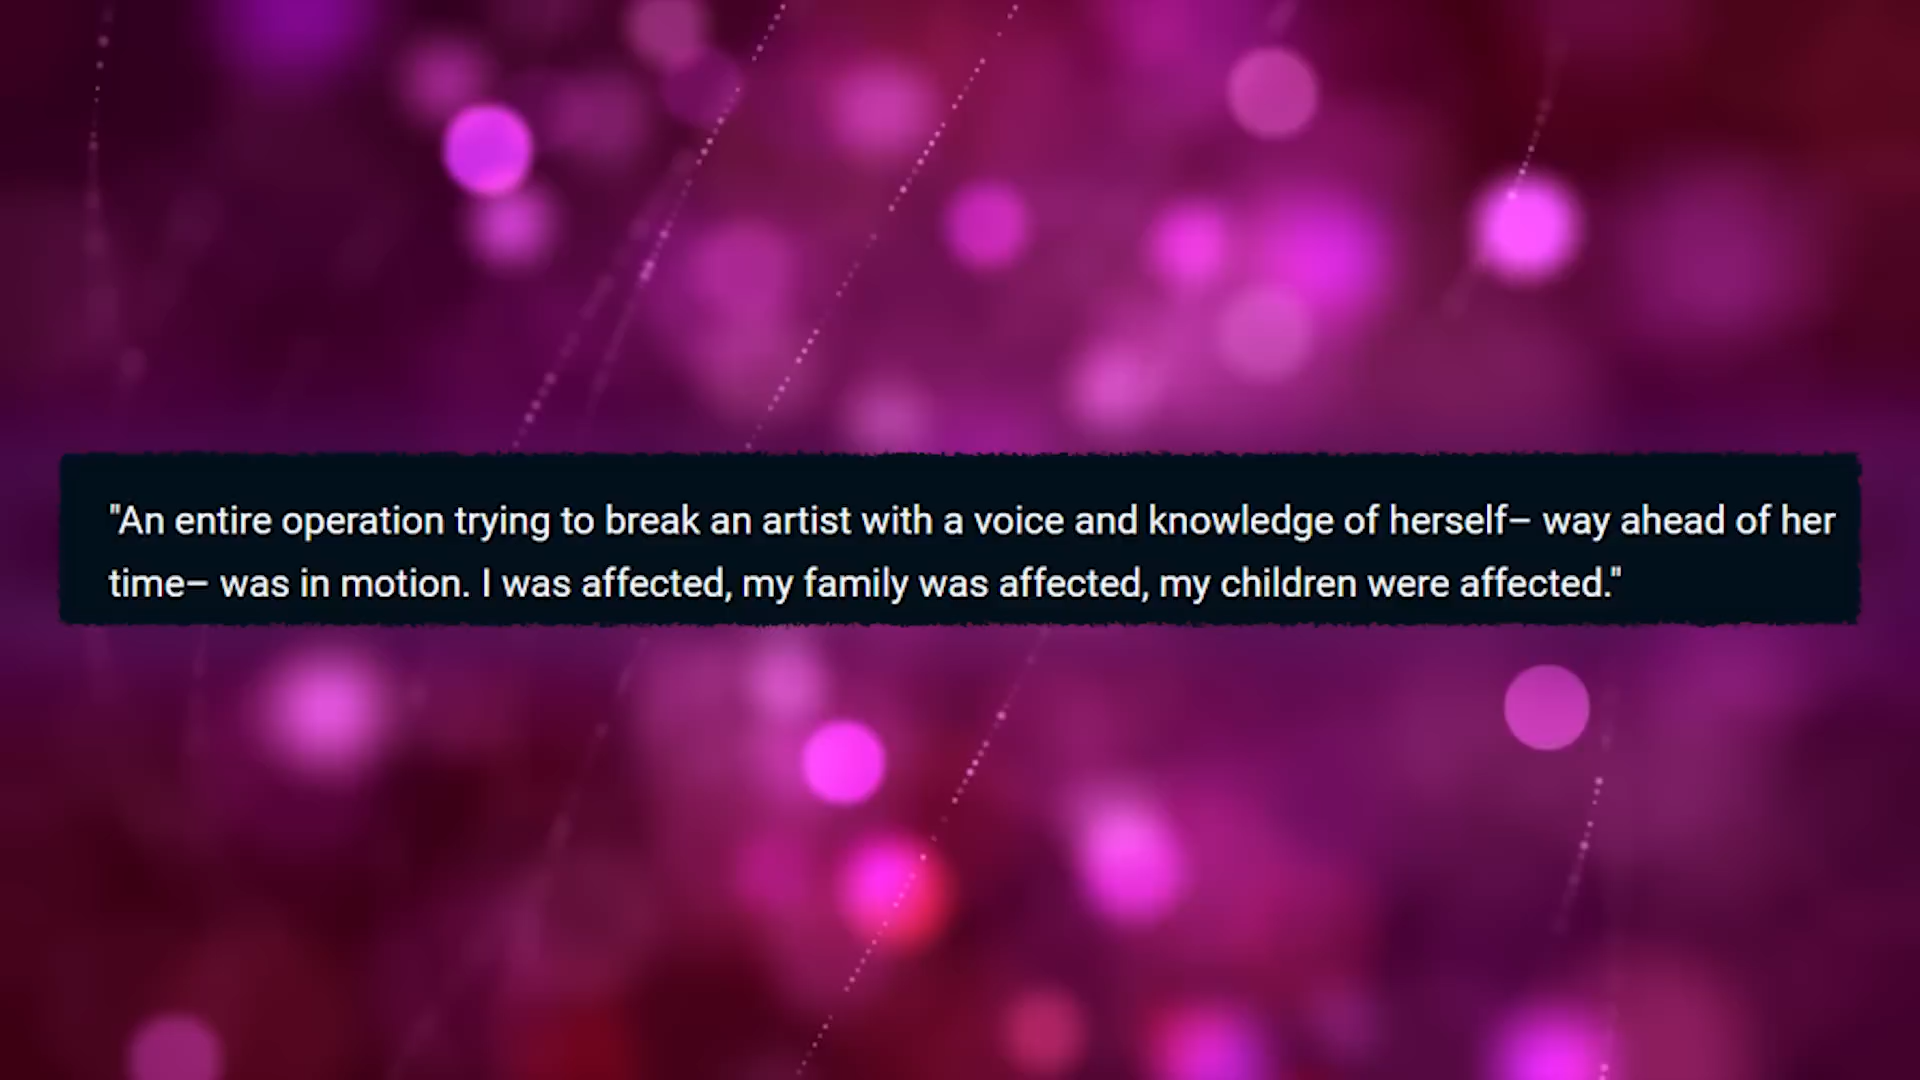 "An entire operation trying to break an artist with a voice and knowledge of herself– way ahead of her
time– was in motion. I was affected, my family was affected, my children were affected."